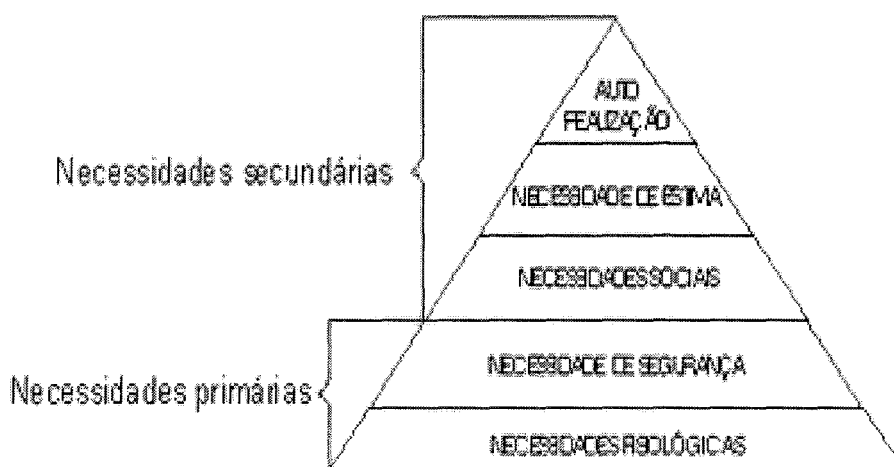 AUTO
REALIZAÇÃO
Necessidades secundárias
NECESSIDADE DE ESTIMA
NECESSIDADES SOCIAIS
NECESSIDADE DE SEGURANÇA
Necessidades primárias
NECESSIDADES FISIOLÓGICAS